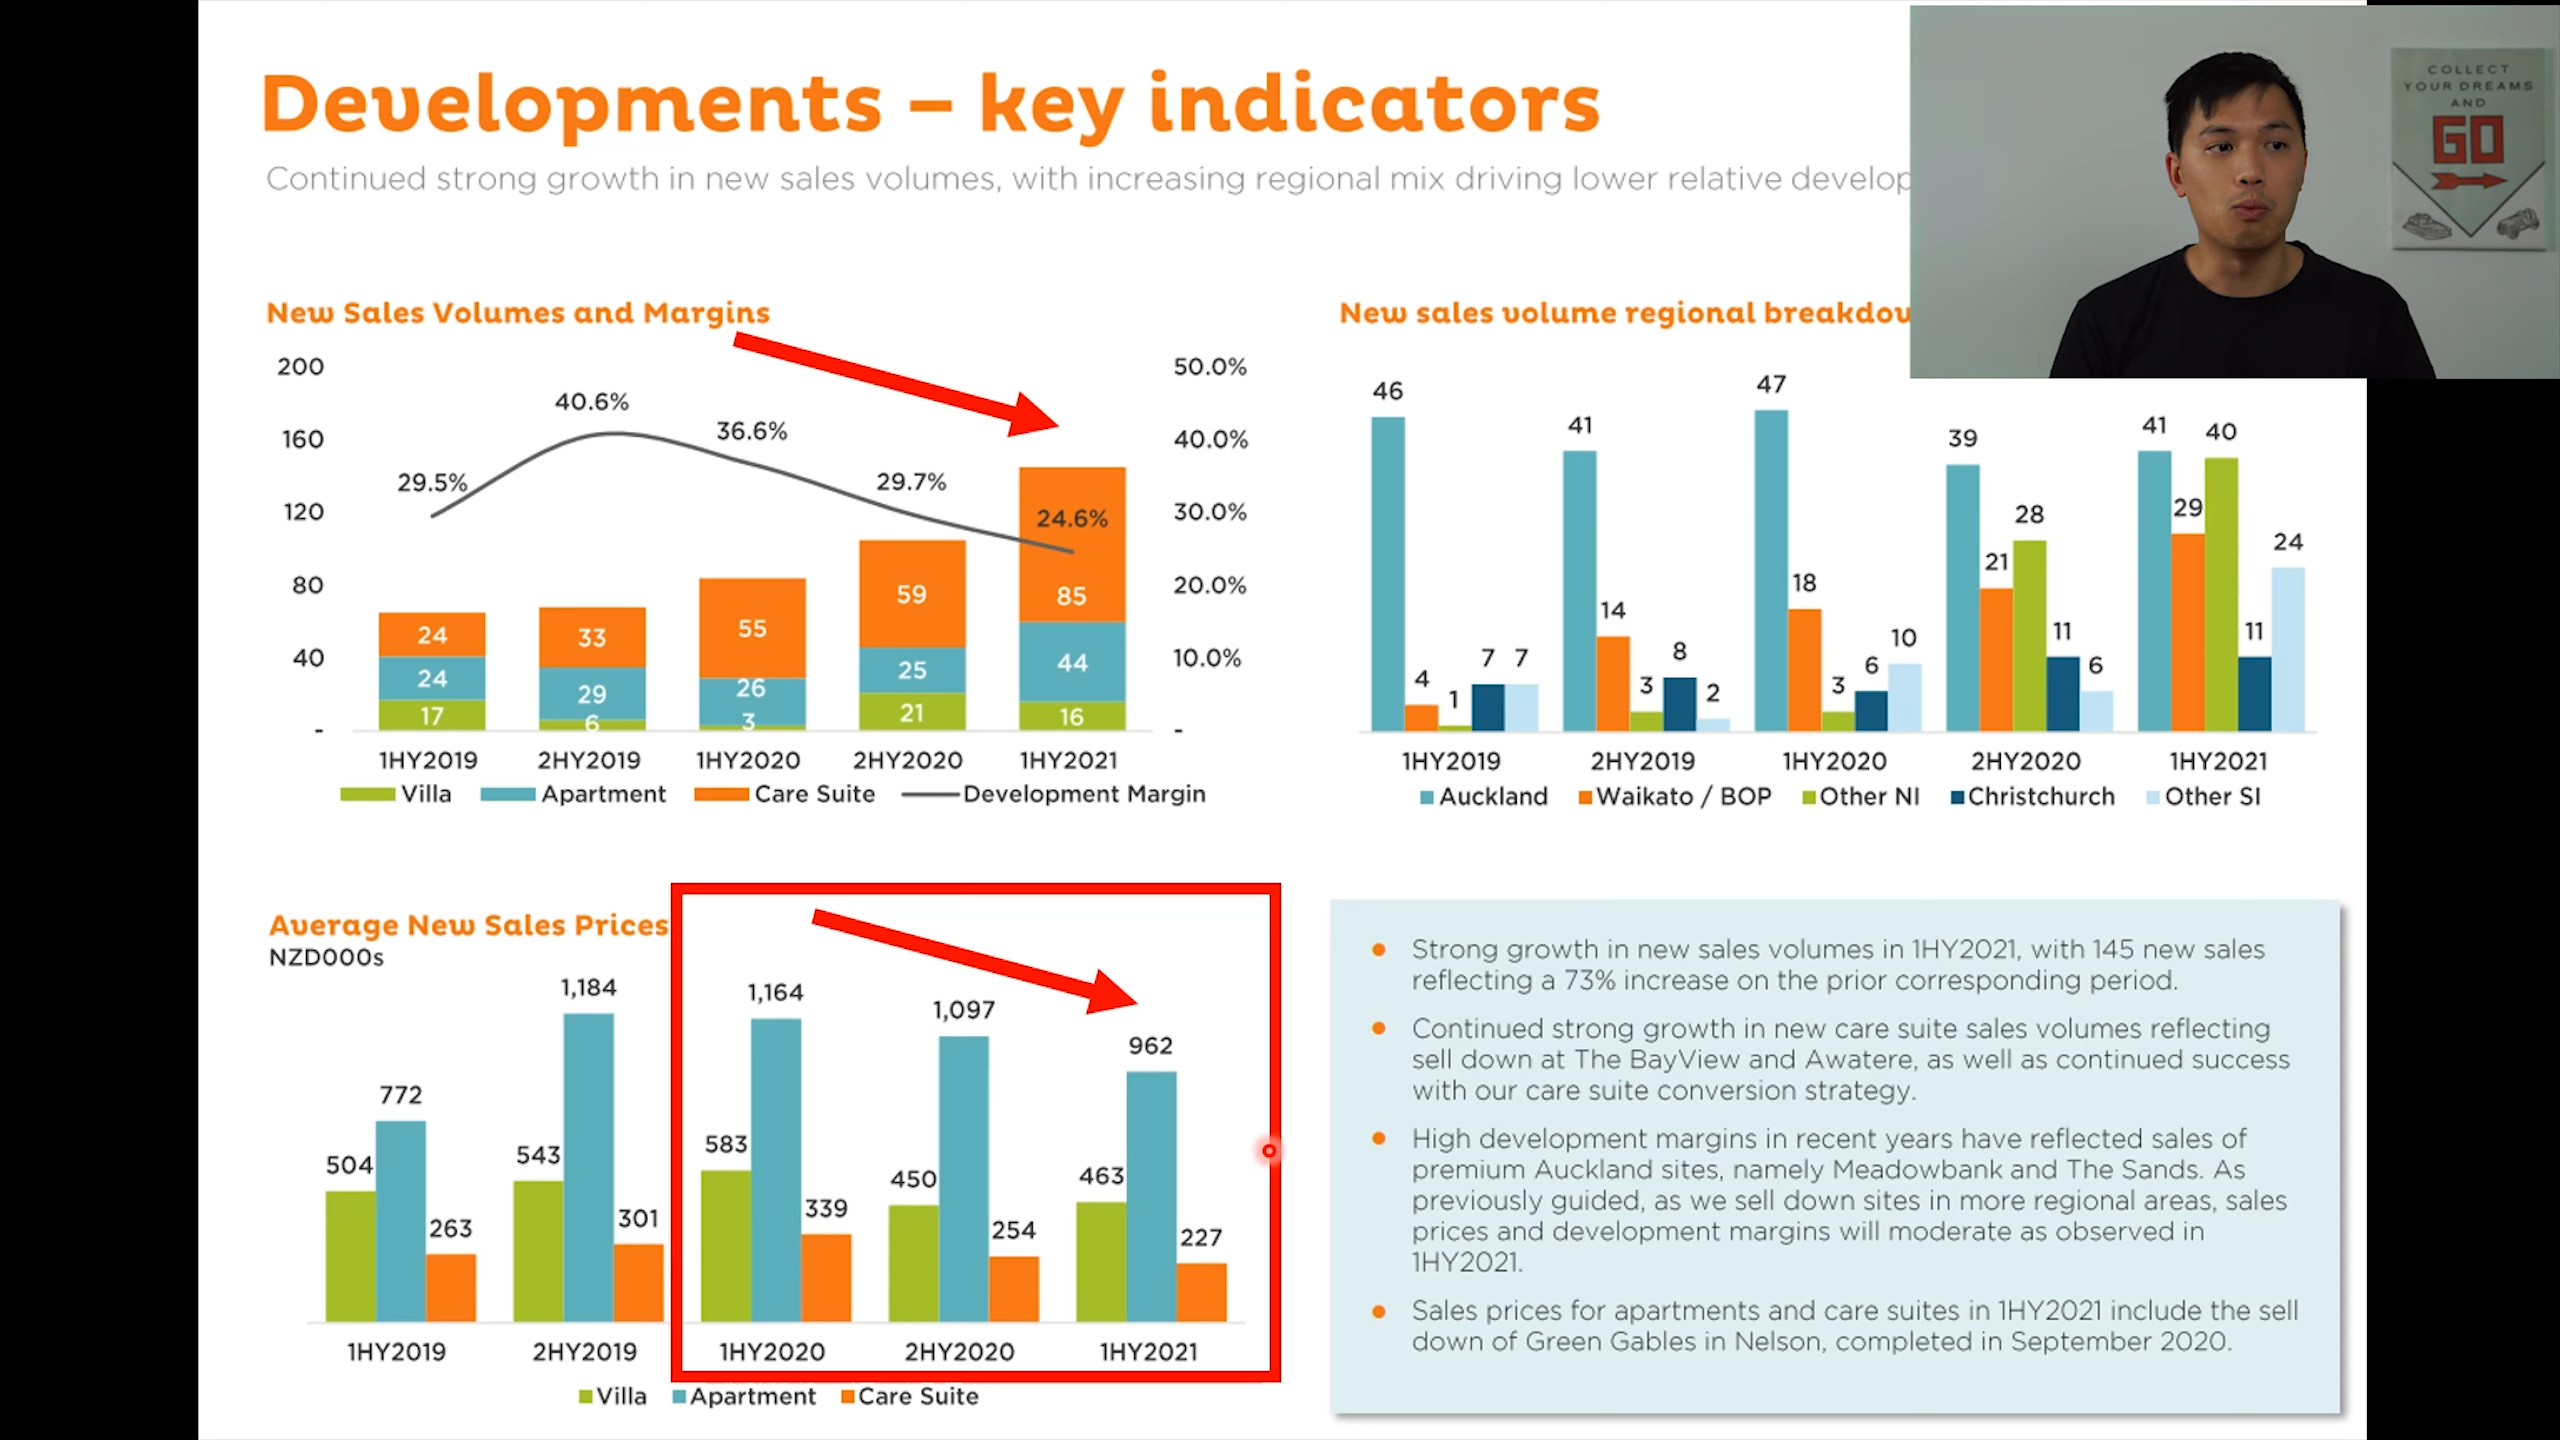 Developments – key indicators
Continued strong growth in new sales volumes, with increasing regional mix driving lower relative
COLLECT
YOUR DREAMS
AND
GO
New Sales Volumes and Margins
200
160
120
80
40
-
50.0%
40.0%
30.0%
20.0%
10.0%
-
29.5%
40.6%
36.6%
29.7%
24.6%
24
33
55
59
85
24
29
26
25
44
17
6
3
21
16
1HY2019 2HY2019 1HY2020 2HY2020 1HY2021
Villa Apartment Care Suite Development Margin
New sales volume regional
46 4 1 7 7
41 14 3 8 2
47 18 3 6 10
39 21 28 11 6
41 29 40 11 24
1HY2019 2HY2019 1HY2020 2HY2020 1HY2021
Auckland Waikato / BOP Other NI Christchurch Other SI
Average New Sales Prices
NZD000s
504 772 263
543 1,184 301
583 1,164 339
450 1,097 254
463 962 227
1HY2019 2HY2019 1HY2020 2HY2020 1HY2021
Villa Apartment Care Suite
Strong growth in new sales volumes in 1HY2021, with 145 new sales
reflecting a 73% increase on the prior corresponding period.
Continued strong growth in new care suite sales volumes reflecting
sell down at The BayView and Awatere, as well as continued success
with our care suite conversion strategy.
High development margins in recent years have reflected sales of
premium Auckland sites, namely Meadowbank and The Sands. As
previously guided, as we sell down sites in more regional areas, sales
prices and development margins will moderate as observed in
1HY2021.
Sales prices for apartments and care suites in 1HY2021 include the sell
down of Green Gables in Nelson, completed in September 2020.